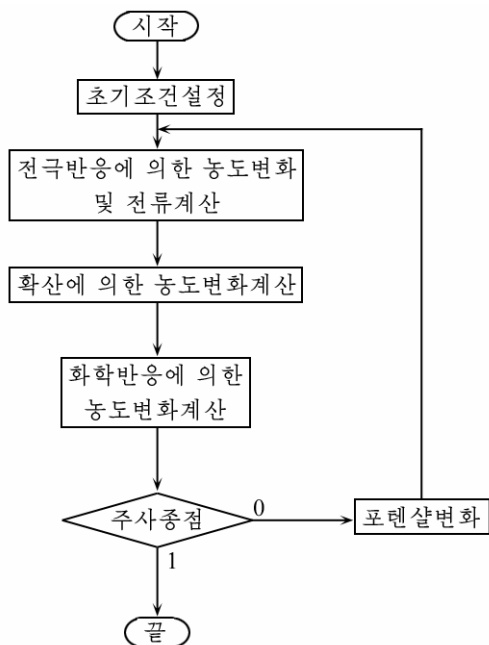 시작
초기조건설정
전극반응에 의한 농도변화
및 전류계산
확산에 의한 농도변화계산
화학반응에 의한
농도변화계산
주사종점
0
포텐샬변화
1
끝